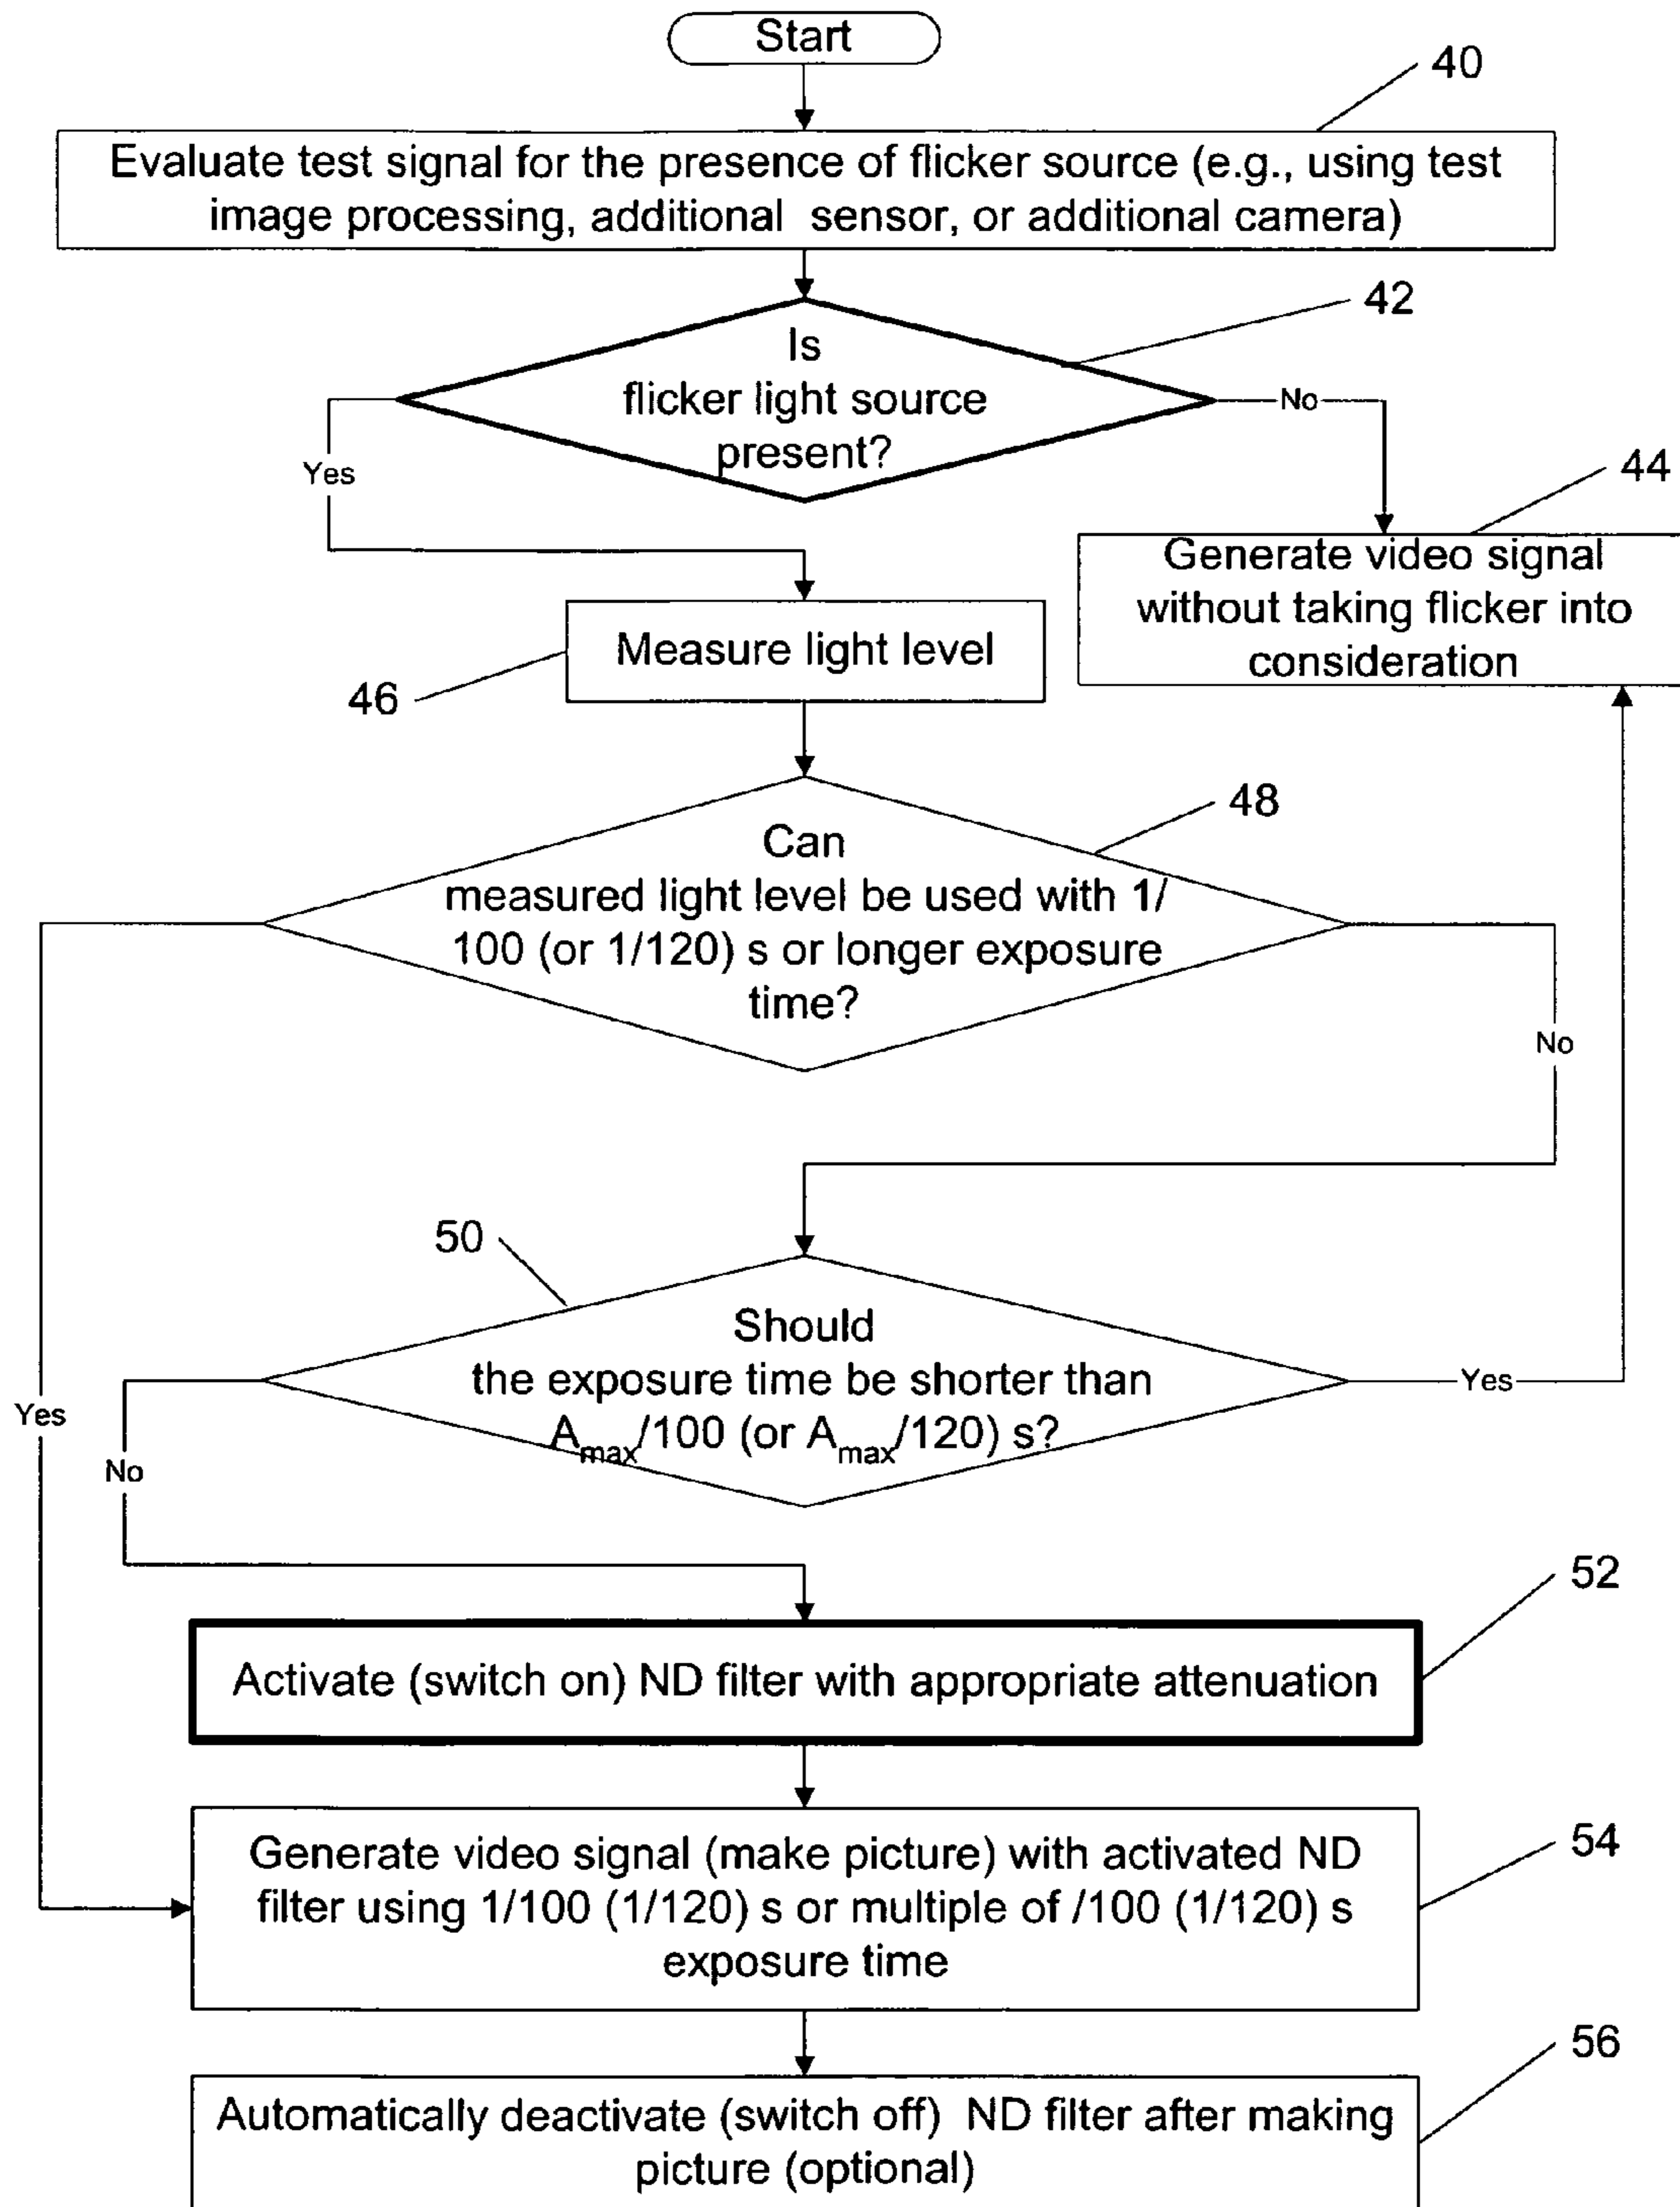 Start
40
Evaluate test signal for the presence of flicker source (e.g., using test
image processing, additional sensor, or additional camera)
42
Is
flicker light source
present?
No
Yes
44
Generate video signal
without taking flicker into
consideration
Measure light level
46
48
Can
measured light level be used with 1/
100 (or 1/120) s or longer exposure
time?
No
50
Should
the exposure time be shorter than
Amax/100 (or Amax/120) s?
Yes
Yes
No
52
Activate (switch on) ND filter with appropriate attenuation
54
Generate video signal (make picture) with activated ND
filter using 1/100 (1/120) s or multiple of /100 (1/120) s
exposure time
56
Automatically deactivate (switch off) ND filter after making
picture (optional)